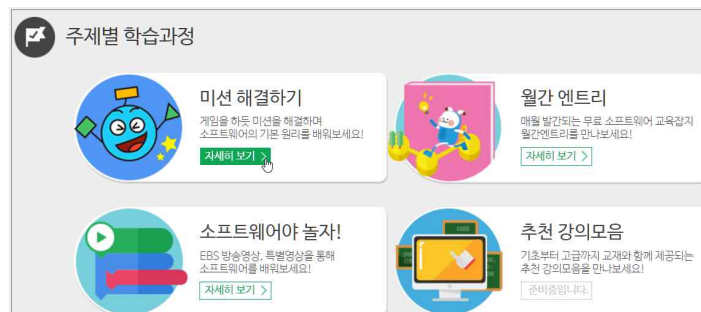 주제별 학습과정
미션 해결하기
게임을 하듯 미션을 해결하며
소프트웨어의 기본 원리를 배워보세요!
자세히 보기 >
월간 엔트리
매월 발간되는 무료 소프트웨어 교육잡지
월간엔트리를 만나보세요!
자세히 보기 >
소프트웨어야 놀자!
EBS 방송영상, 특별영상을 통해
소프트웨어를 배워보세요!
자세히 보기 >
추천 강의모음
기초부터 고급까지 교재와 함께 제공되는
추천 강의모음을 만나보세요!
준비중입니다.